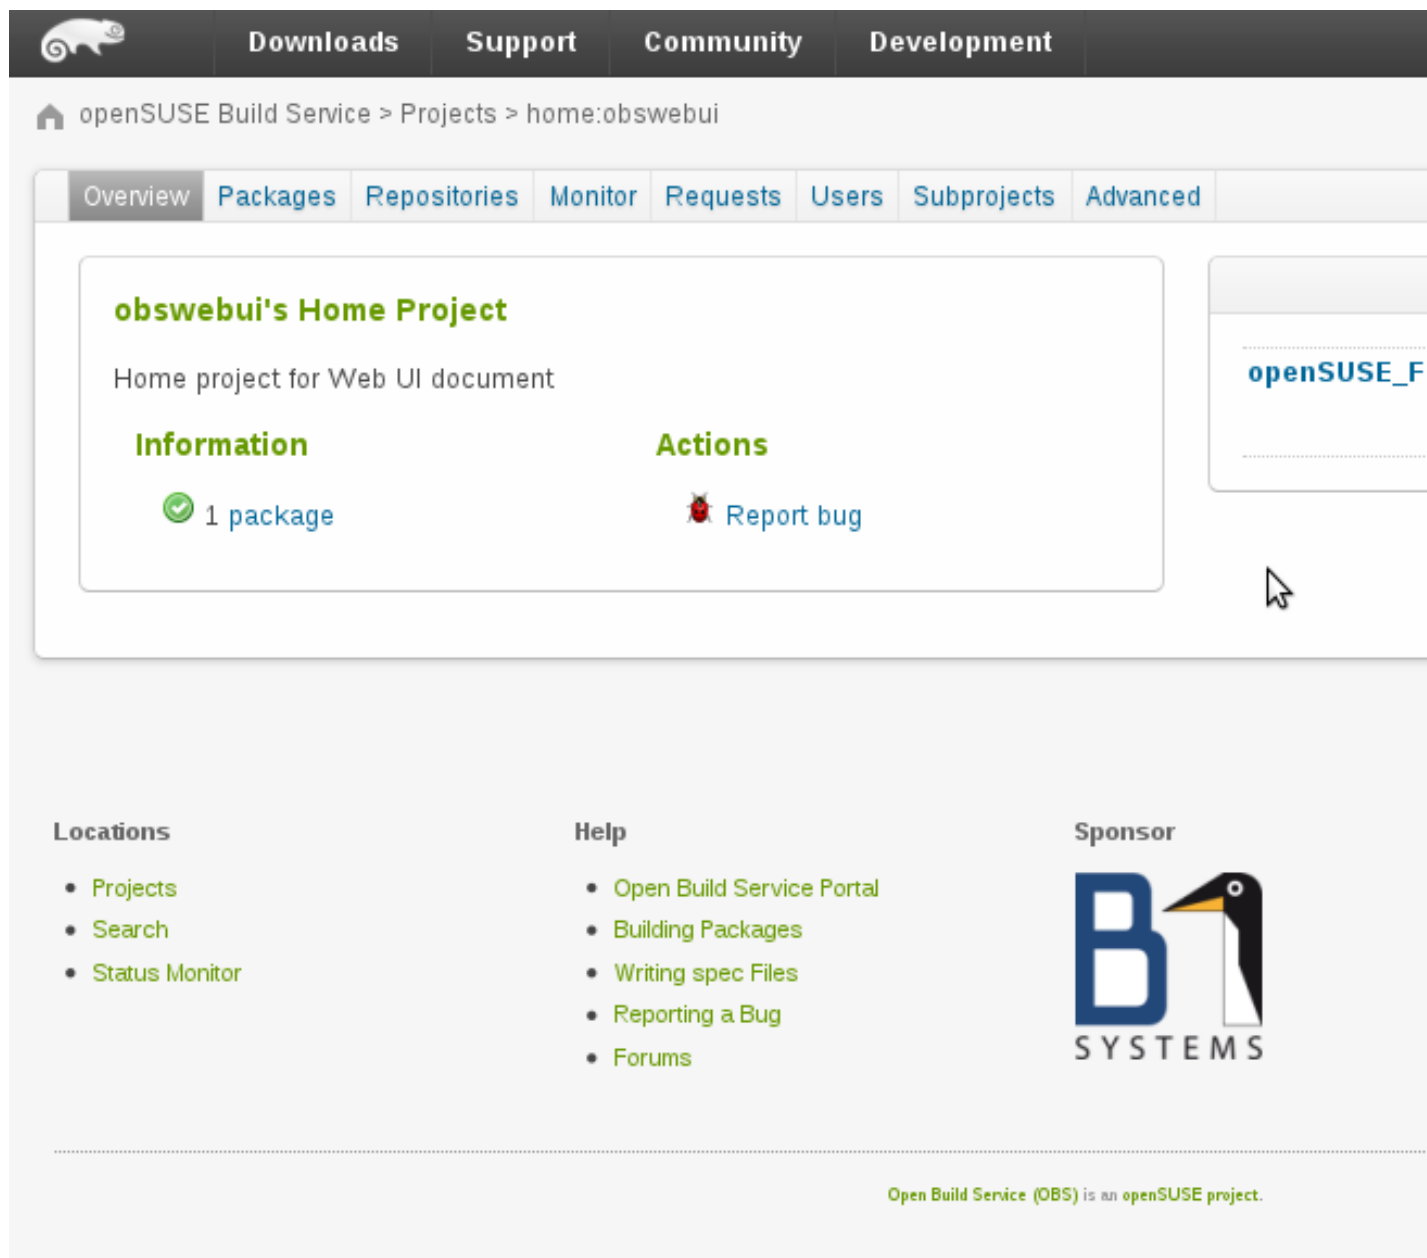 Downloads Support Community Development
openSUSE Build Service > Projects > home:obswebui
Overview Packages Repositories Monitor Requests Users Subprojects Advanced
obswebui's Home Project
Home project for Web UI document
Information Actions
1 package Report bug
openSUSE_F
Locations
Projects
Search
Status Monitor
Help
Open Build Service Portal
Building Packages
Writing spec Files
Reporting a Bug
Forums
Sponsor
B1
SYSTEMS
Open Build Service (OBS) is an openSUSE project.